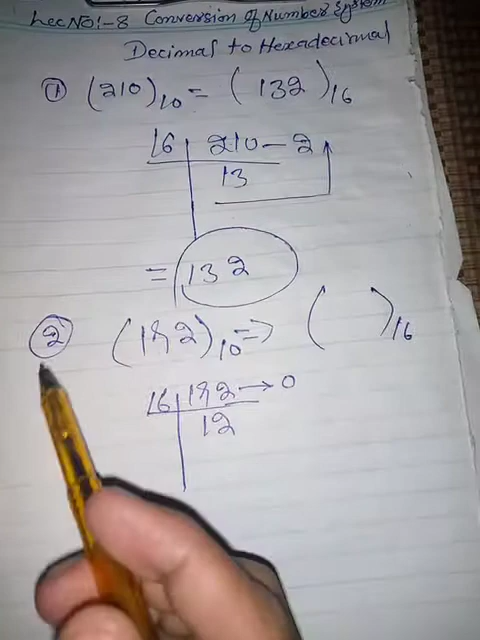 Lec NO:-8 Conversion of Number System
Decimal to Hexadecimal
① (210)10 = (132)16
16 210 - 2
13
= 132
② (192)10 => ( )16
16 192 → 0
12